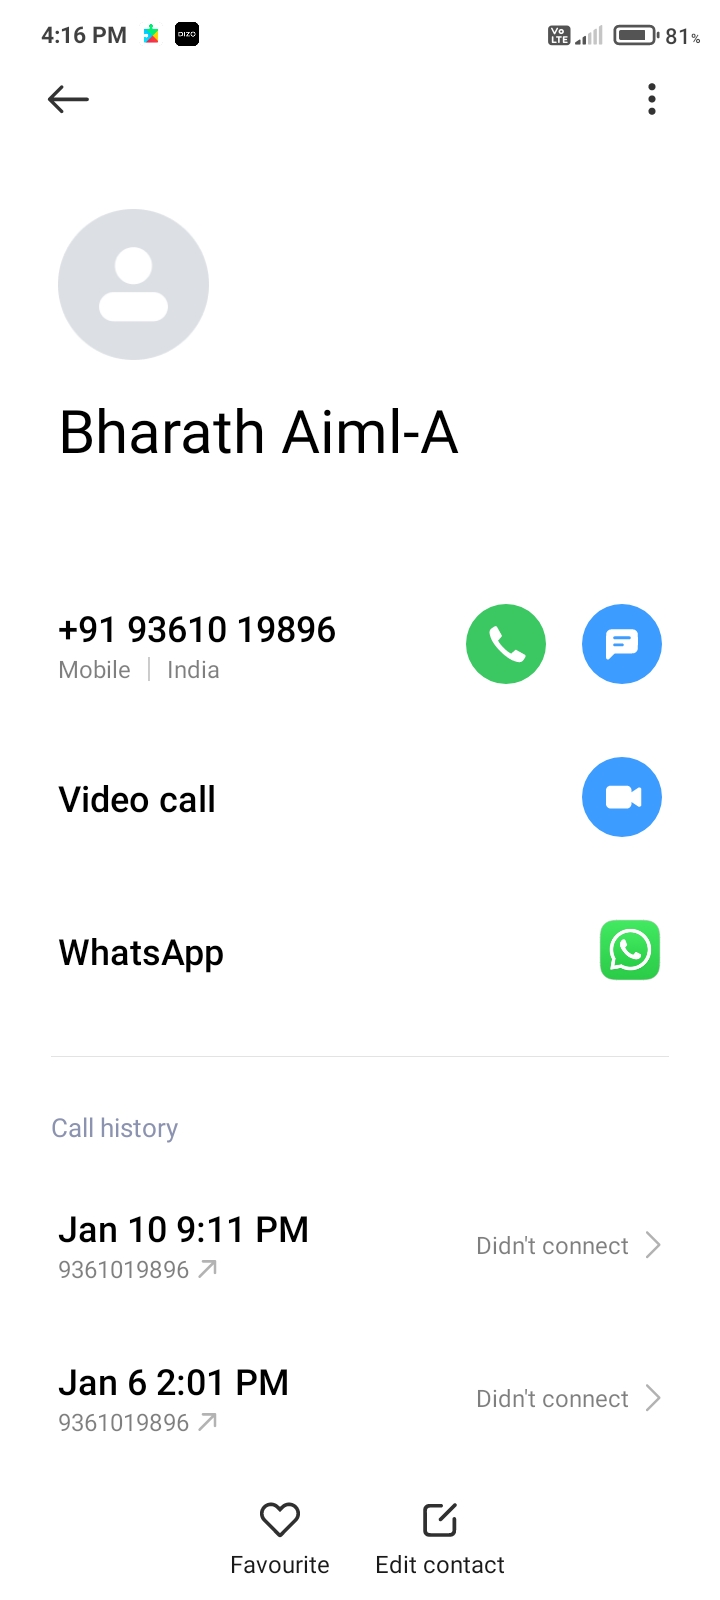 4:16 PM DIZO Vo LTE 81%
Bharath Aiml-A
+91 93610 19896
Mobile | India
Video call
WhatsApp
Call history
Jan 10 9:11 PM
Didn't connect
9361019896
Jan 6 2:01 PM
Didn't connect
9361019896
Favourite Edit contact